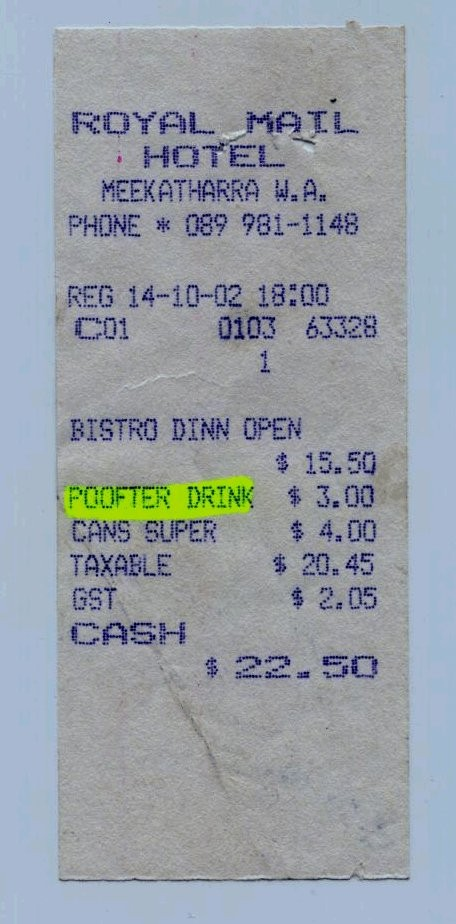 ROYAL MAIL
HOTEL
MEEKATHARRA W.A.
PHONE * 089 981-1148
REG 14-10-02 18:00
C01 0103 63328
1
BISTRO DINN OPEN
$ 15.50
POOFTER DRINK $ 3.00
CANS SUPER $ 4.00
TAXABLE $ 20.45
GST $ 2.05
CASH
$ 22.50